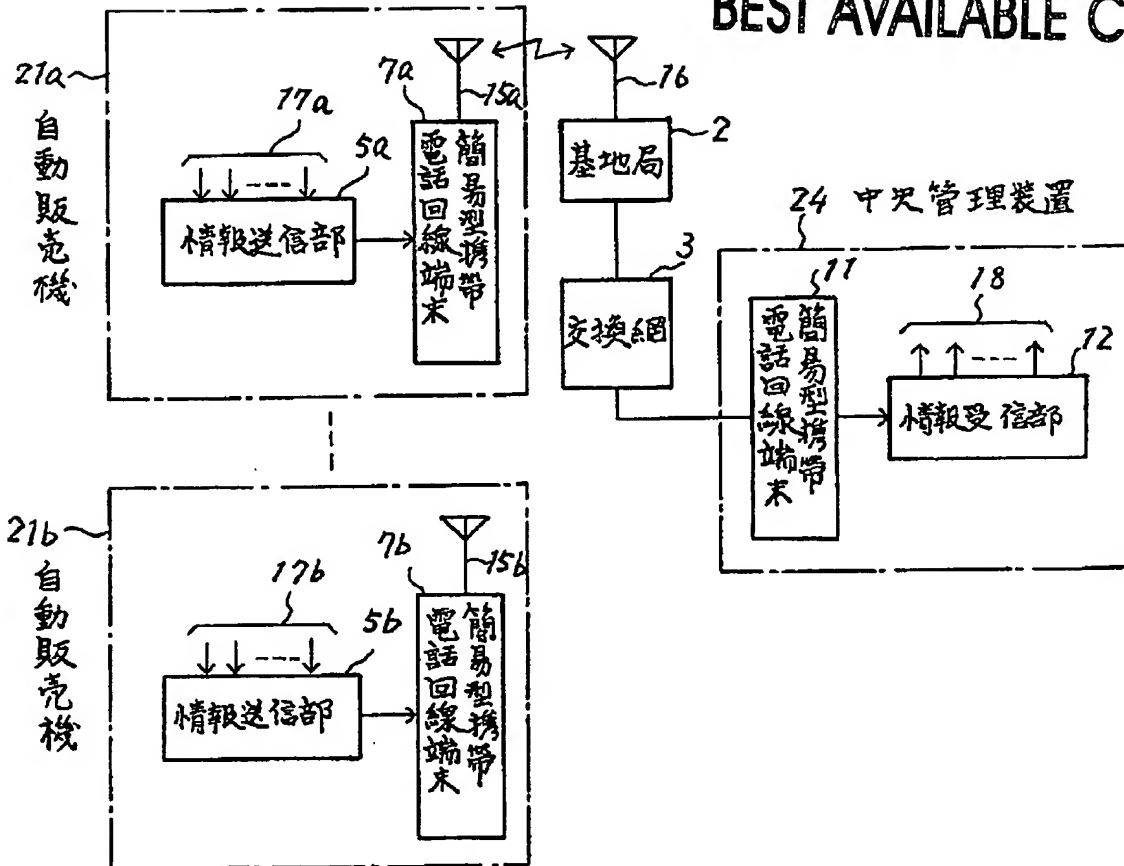 BEST AVAILABLE C
21a
自動販売機
17a
5a
情報送信部
7a
15a
簡易型携帯
電話回線端末
16
2
基地局
3
交換網
24 中央管理装置
11
簡易型携帯
電話回線端末
18
12
情報受信部
21b
自動販売機
17b
5b
情報送信部
7b
15b
簡易型携帯
電話回線端末